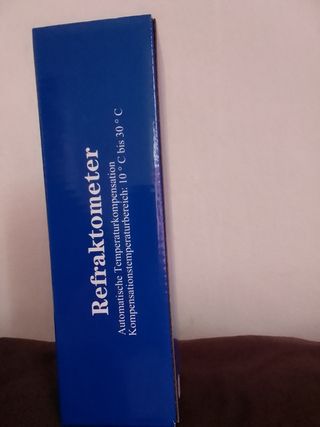 Refraktometer
Automatische Temperaturkompensation
Kompensationstemperaturbereich: 10 ° C bis 30 ° C